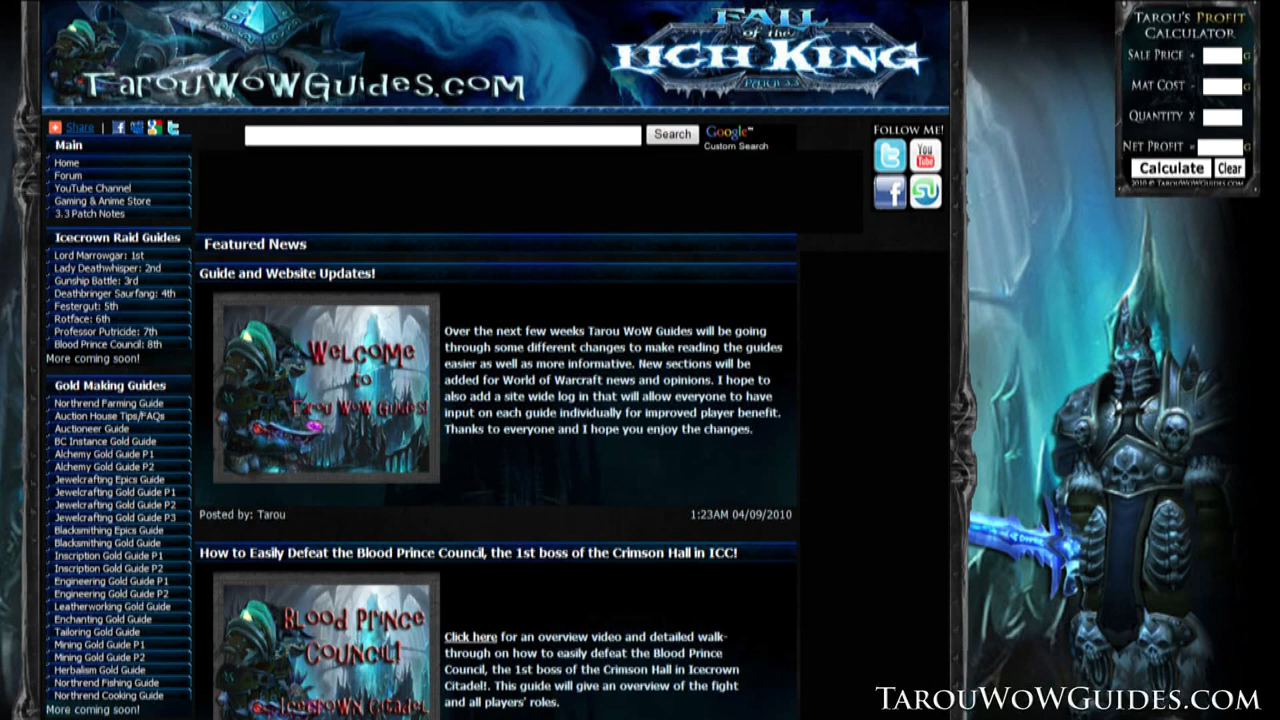 TarouWoWGuides.com
FALL
of the
LICH KING
PATCH 3.3
Tarou's Profit
Calculator
Sale Price + G
Mat Cost - G
Quantity X
Net Profit = G
Calculate Clear
2010 © TarouWoWGuides.com
Share |
Search
Google™
Custom Search
Follow Me!
You
Tube
Main
Home
Forum
YouTube Channel
Gaming & Anime Store
3.3 Patch Notes
Icecrown Raid Guides
Lord Marrowgar: 1st
Lady Deathwhisper: 2nd
Gunship Battle: 3rd
Deathbringer Saurfang: 4th
Festergut: 5th
Rotface: 6th
Professor Putricide: 7th
Blood Prince Council: 8th
More coming soon!
Gold Making Guides
Northrend Farming Guide
Auction House Tips/FAQs
Auctioneer Guide
BC Instance Gold Guide
Alchemy Gold Guide P1
Alchemy Gold Guide P2
Jewelcrafting Epics Guide
Jewelcrafting Gold Guide P1
Jewelcrafting Gold Guide P2
Jewelcrafting Gold Guide P3
Blacksmithing Epics Guide
Blacksmithing Gold Guide
Inscription Gold Guide P1
Inscription Gold Guide P2
Engineering Gold Guide P1
Engineering Gold Guide P2
Leatherworking Gold Guide
Enchanting Gold Guide
Tailoring Gold Guide
Mining Gold Guide P1
Mining Gold Guide P2
Herbalism Gold Guide
Northrend Fishing Guide
Northrend Cooking Guide
More coming soon!
Featured News
Guide and Website Updates!
Welcome
to
Tarou WoW Guides!
Over the next few weeks Tarou WoW Guides will be going
through some different changes to make reading the guides
easier as well as more informative. New sections will be
added for World of Warcraft news and opinions. I hope to
also add a site wide log in that will allow everyone to have
input on each guide individually for improved player benefit.
Thanks to everyone and I hope you enjoy the changes.
Posted by: Tarou 1:23AM 04/09/2010
How to Easily Defeat the Blood Prince Council, the 1st boss of the Crimson Hall in ICC!
Blood Prince
Council!
Icecrown Citadel
Click here for an overview video and detailed walk-
through on how to easily defeat the Blood Prince
Council, the 1st boss of the Crimson Hall in Icecrown
Citadel!. This guide will give an overview of the fight
and all players' roles.
TarouWoWGuides.com